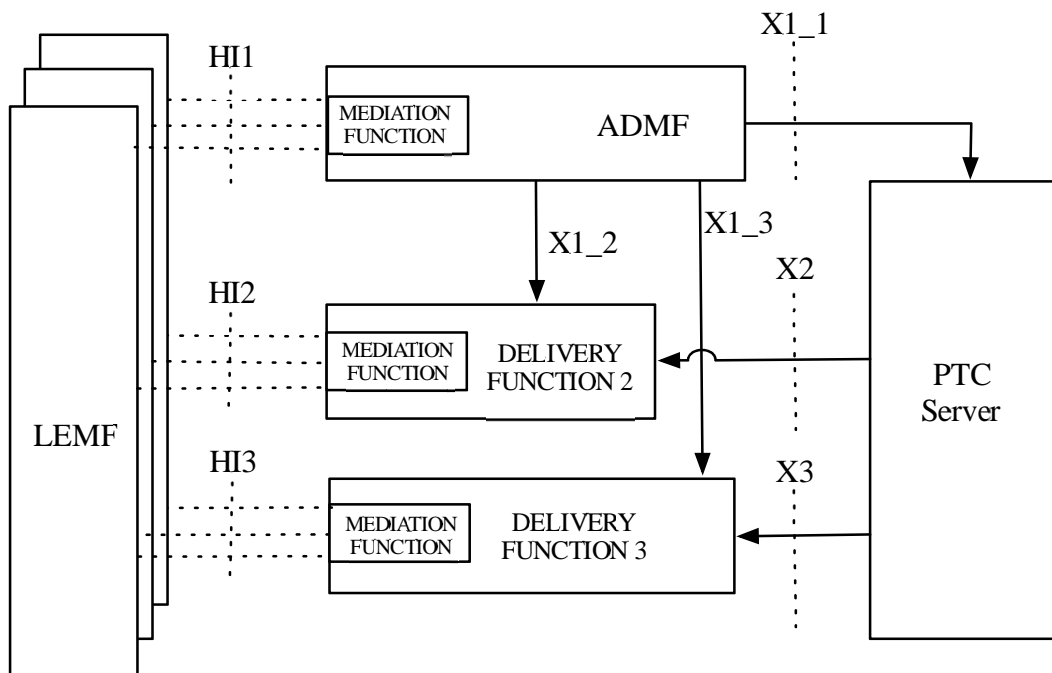 X1_1
HI1
MEDIATION
FUNCTION
ADMF
X1_3
X1_2
X2
HI2
MEDIATION
FUNCTION
DELIVERY
FUNCTION 2
PTC
Server
LEMF
HI3
X3
MEDIATION
FUNCTION
DELIVERY
FUNCTION 3